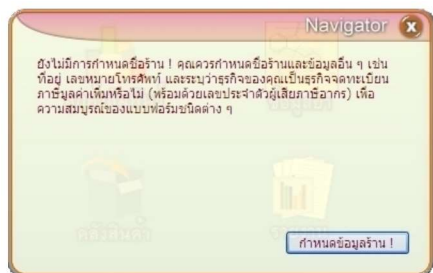 Navigator
ยังไม่มีการกำหนดชื่อร้าน ! คุณควรกำหนดชื่อร้านและข้อมูลอื่น ๆ เช่น
ที่อยู่ เลขหมายโทรศัพท์ และระบุว่าธุรกิจของคุณเป็นธุรกิจจดทะเบียน
ภาษีมูลค่าเพิ่มหรือไม่ (พร้อมด้วยเลขประจำตัวผู้เสียภาษีอากร) เพื่อ
ความสมบูรณ์ของแบบฟอร์มชนิดต่าง ๆ
คลังสินค้า
กำหนดข้อมูลร้าน !